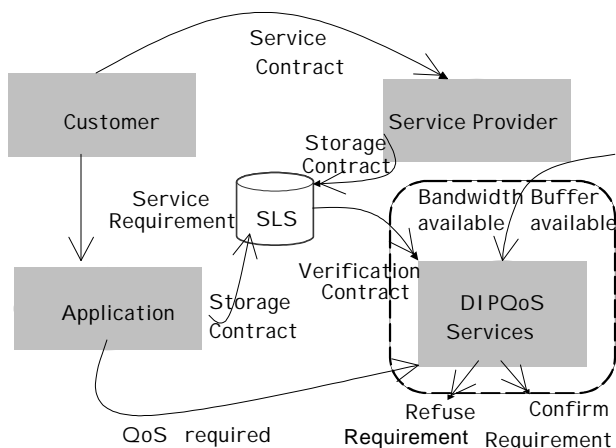 Service
Contract
Customer
Service Provider
Storage
Contract
Service
Requirement
SLS
Bandwidth Buffer
available available
Verification
Contract
Application
Storage
Contract
DIPQoS
Services
QoS required
Refuse
Requirement
Confirm
Requirement